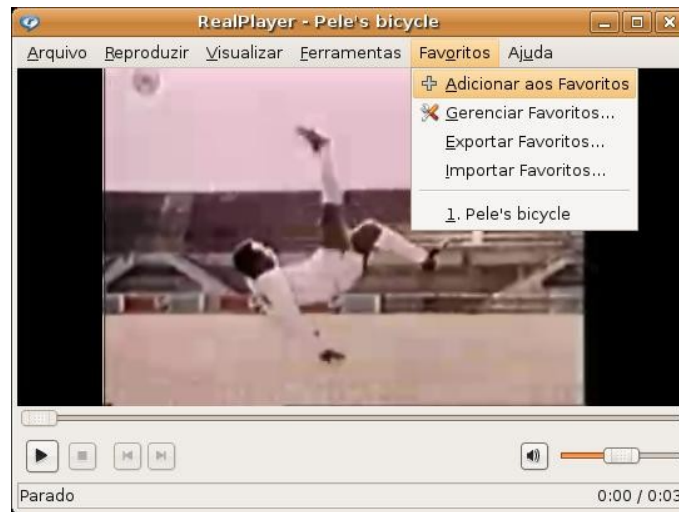 RealPlayer - Pele's bicycle
Arquivo Reproduzir Visualizar Ferramentas Favoritos Ajuda
Adicionar aos Favoritos
Gerenciar Favoritos...
Exportar Favoritos...
Importar Favoritos...
1. Pele's bicycle
Parado 0:00 / 0:03